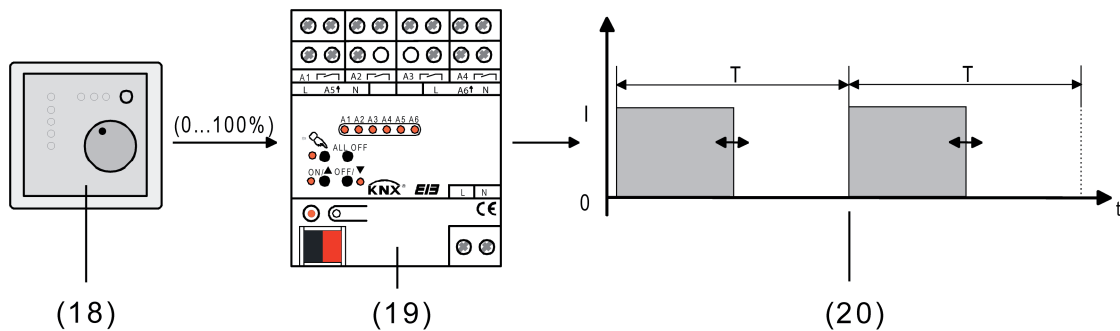 (0...100%)
A1 A2 A3 A4
L A5↑ N L A6↑ N
A1 A2 A3 A4 A5 A6
ALL OFF
ON/▲ OFF/▼
KNX® EIB
L N
CE
T T
I
0
t
(18) (19) (20)